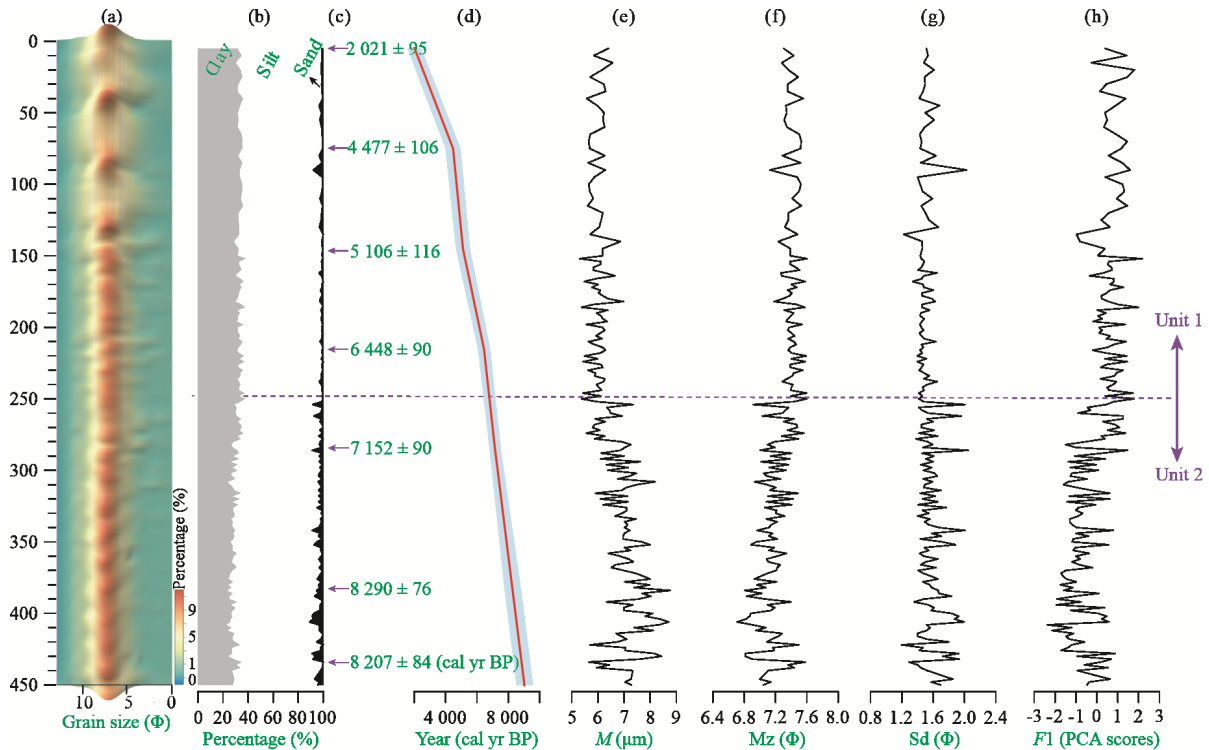 (a) (b) (c) (d) (e) (f) (g) (h)
0
50
100
150
200
250
300
350
400
450
Clay Silt Sand
2 021 ± 95
4 477 ± 106
5 106 ± 116
6 448 ± 90
7 152 ± 90
8 290 ± 76
8 207 ± 84 (cal yr BP)
Unit 1
Unit 2
Percentage (%)
9
5
1
0
10 5 0
Grain size (Φ)
0 20 40 60 80 100
Percentage (%)
4 000 8 000
Year (cal yr BP)
5 6 7 8 9
M (μm)
6.4 6.8 7.2 7.6 8.0
Mz (Φ)
0.8 1.2 1.6 2.0 2.4
Sd (Φ)
-3 -2 -1 0 1 2 3
F1 (PCA scores)